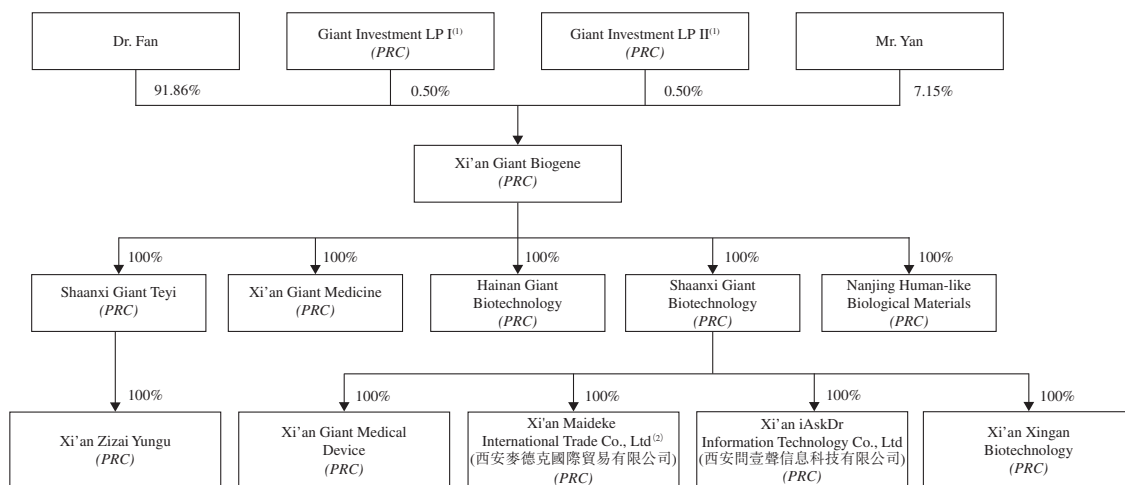 Dr. Fan
Giant Investment LP I(1)
(PRC)
Giant Investment LP II(1)
(PRC)
Mr. Yan
91.86%
0.50%
0.50%
7.15%
Xi'an Giant Biogene
(PRC)
100%
100%
100%
100%
100%
Shaanxi Giant Teyi
(PRC)
Xi'an Giant Medicine
(PRC)
Hainan Giant
Biotechnology
(PRC)
Shaanxi Giant
Biotechnology
(PRC)
Nanjing Human-like
Biological Materials
(PRC)
100%
100%
100%
100%
100%
Xi'an Zizai Yungu
(PRC)
Xi'an Giant Medical
Device
(PRC)
Xi'an Maideke
International Trade Co., Ltd(2)
(西安麥德克國際貿易有限公司)
(PRC)
Xi'an iAskDr
Information Technology Co., Ltd
(西安問壹聲信息科技有限公司)
(PRC)
Xi'an Xingan
Biotechnology
(PRC)